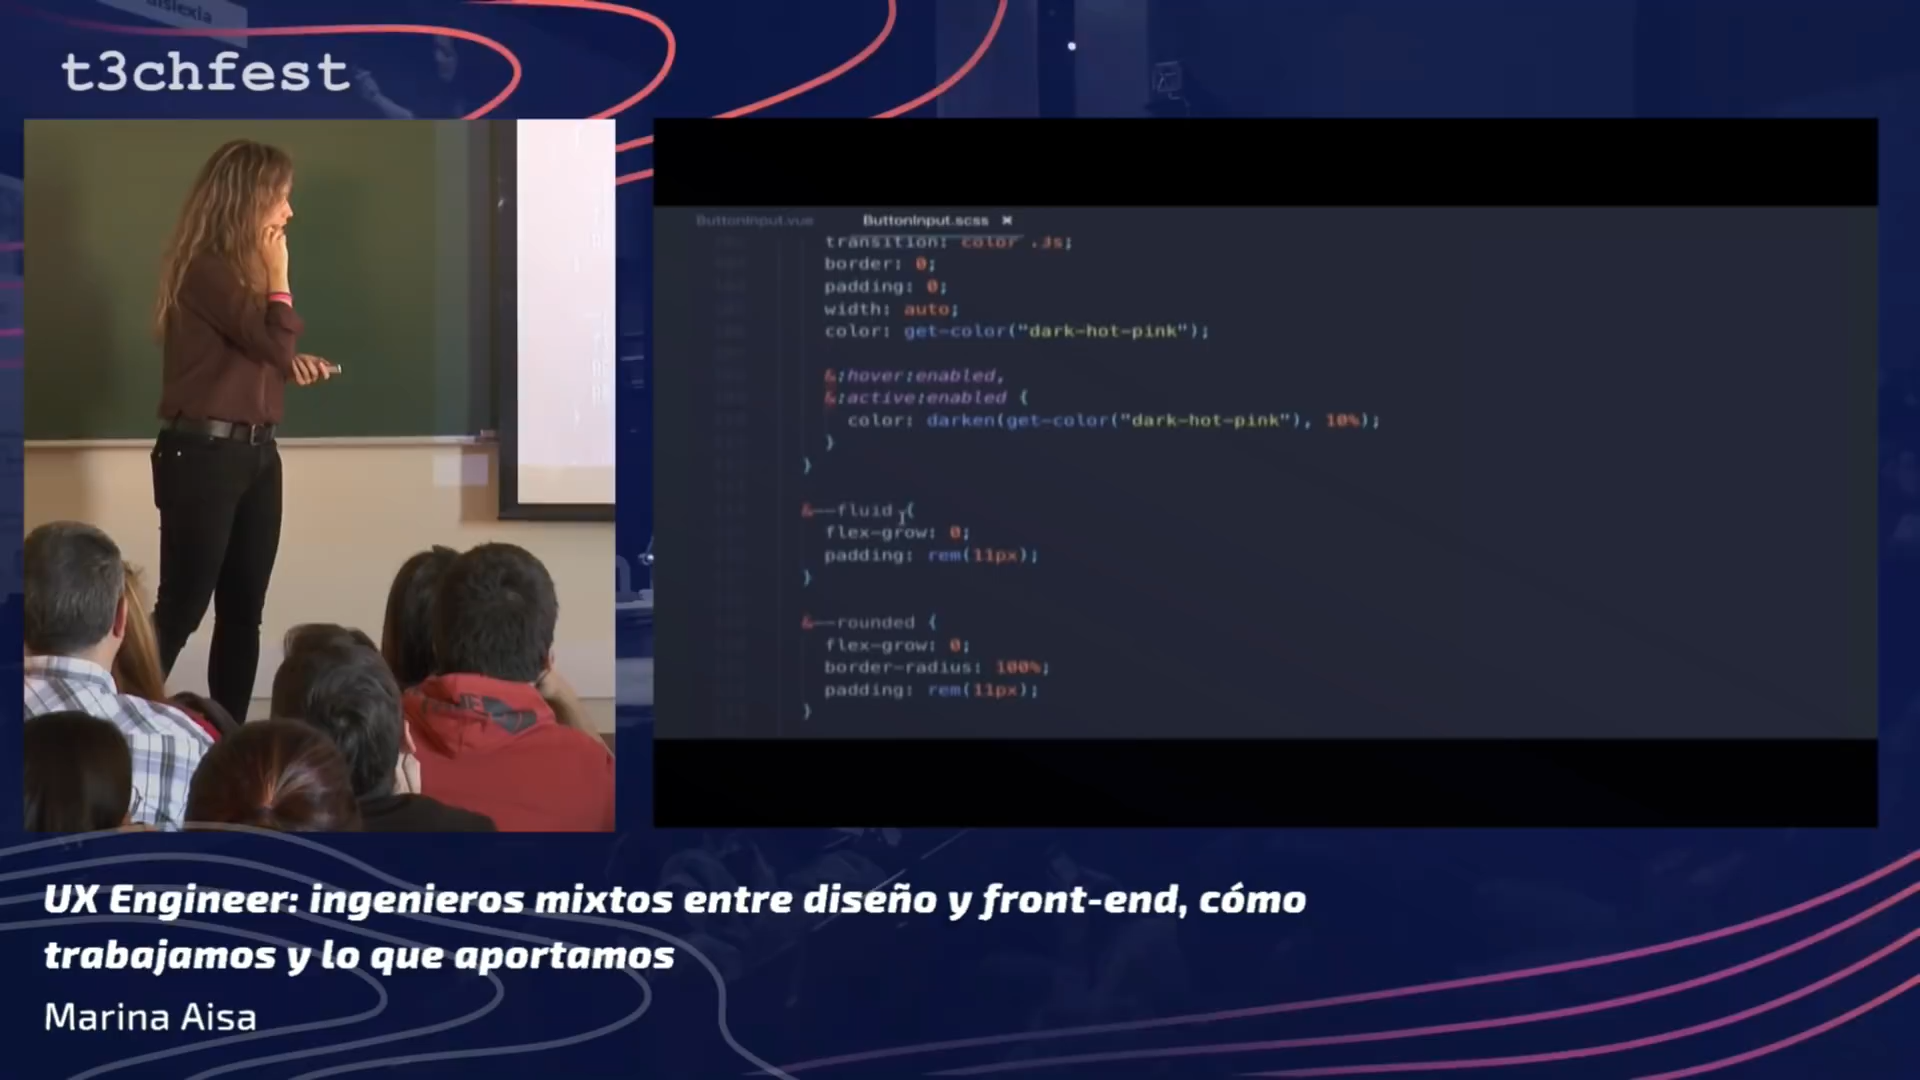 islexia
t3chfest
ButtonInput.vue ButtonInput.scss ✖
transition: color .3s;
border: 0;
padding: 0;
width: auto;
color: get-color("dark-hot-pink");
&:hover:enabled,
&:active:enabled {
color: darken(get-color("dark-hot-pink"), 10%);
}
}
&--fluid {
flex-grow: 0;
padding: rem(11px);
}
&--rounded {
flex-grow: 0;
border-radius: 100%;
padding: rem(11px);
}
UX Engineer: ingenieros mixtos entre diseño y front-end, cómo
trabajamos y lo que aportamos
Marina Aisa